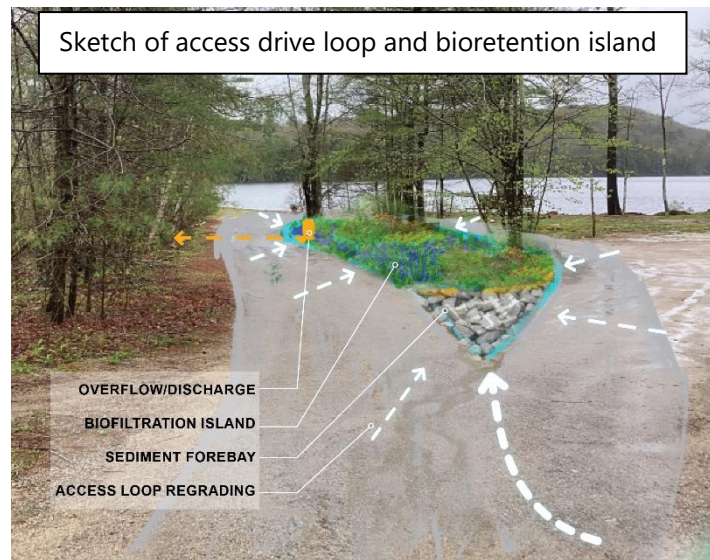 Sketch of access drive loop and bioretention island
OVERFLOW/DISCHARGE
BIOFILTRATION ISLAND
SEDIMENT FOREBAY
ACCESS LOOP REGRADING